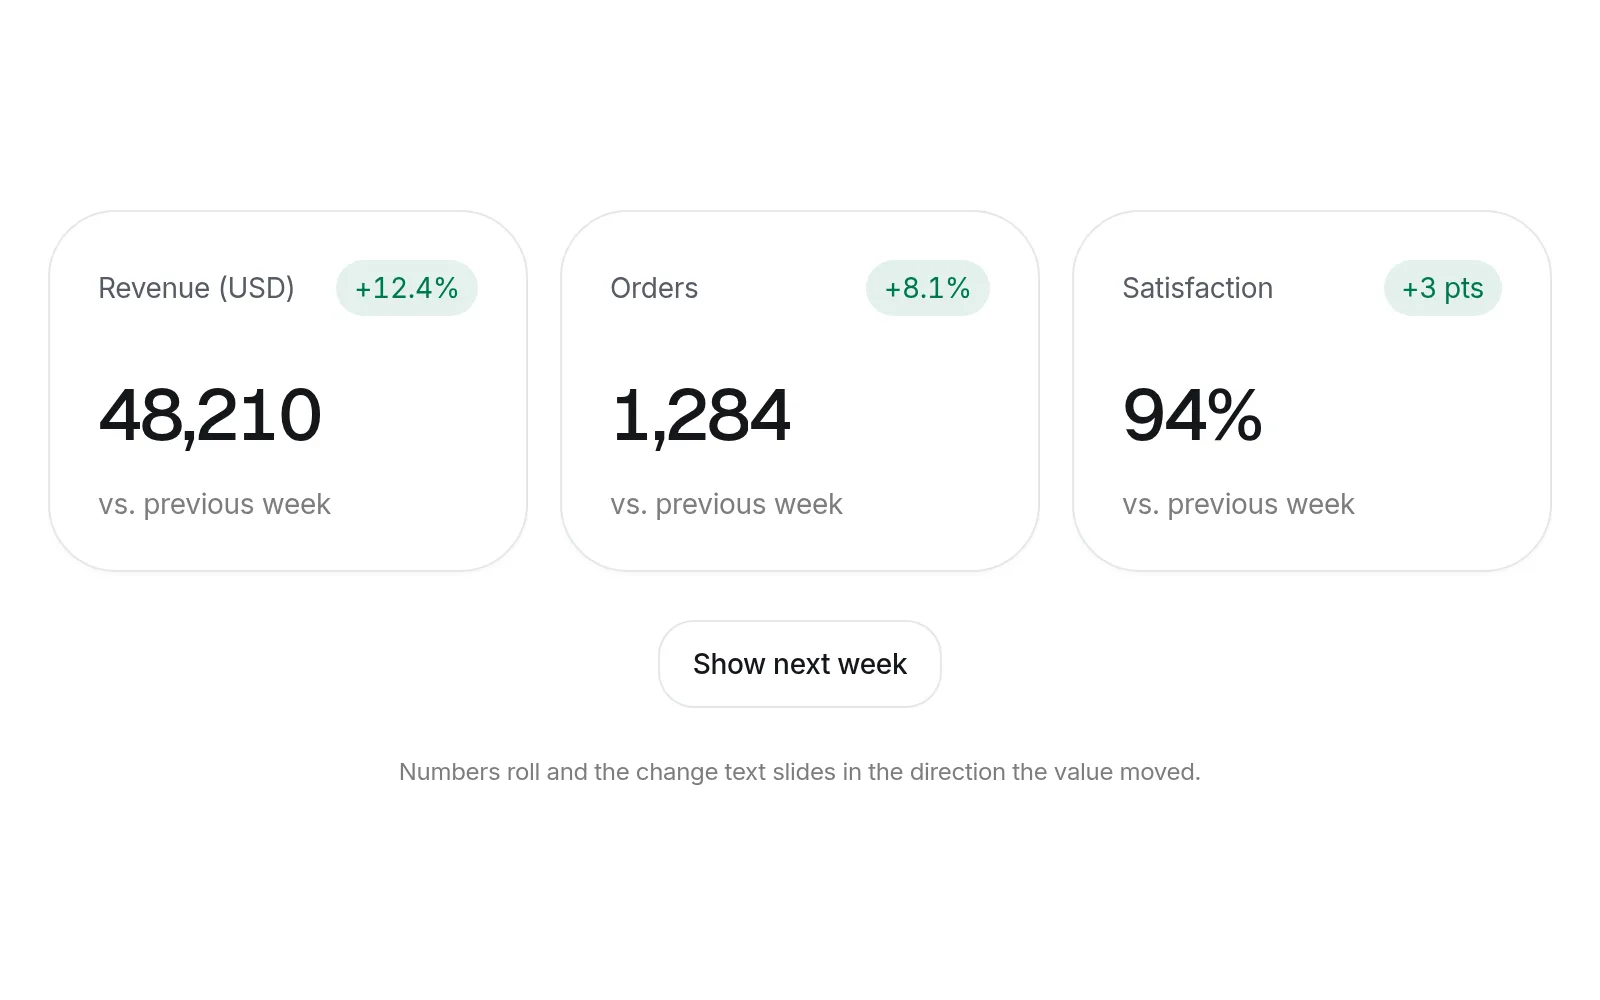 Revenue (USD)
+12.4%
48,210
vs. previous week
Orders
+8.1%
1,284
vs. previous week
Satisfaction
+3 pts
94%
vs. previous week
Show next week
Numbers roll and the change text slides in the direction the value moved.